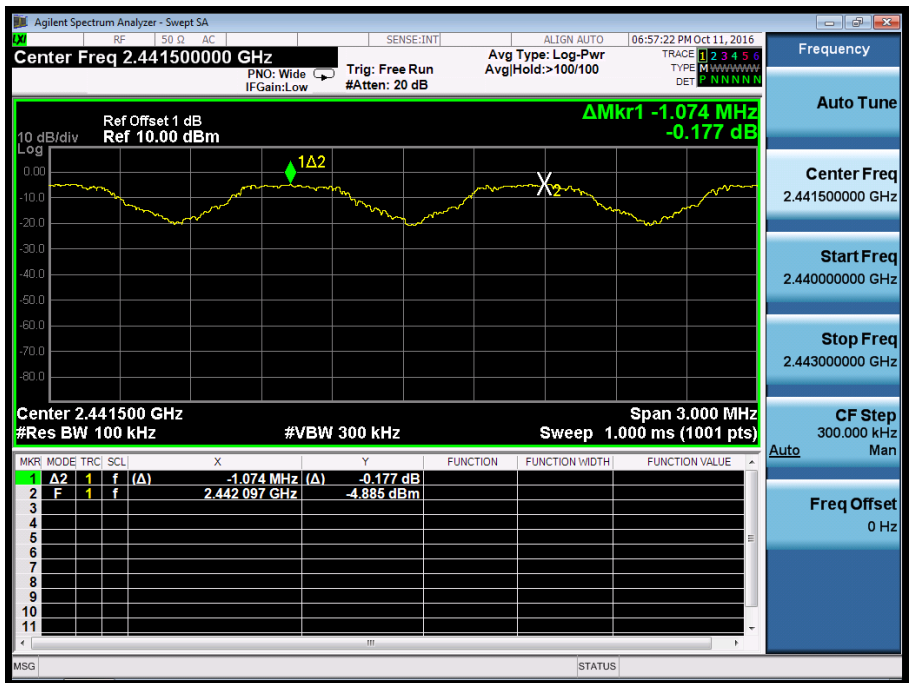 Agilent Spectrum Analyzer - Swept SA
LXI RF 50 Ω AC SENSE:INT ALIGN AUTO 06:57:22 PM Oct 11, 2016
Center Freq 2.441500000 GHz
PNO: Wide
IFGain:Low
Trig: Free Run
#Atten: 20 dB
Avg Type: Log-Pwr
Avg|Hold:>100/100
TRACE 1 2 3 4 5 6
TYPE M WWWWW
DET P N N N N N
ΔMkr1 -1.074 MHz
-0.177 dB
Ref Offset 1 dB
10 dB/div Ref 10.00 dBm
Log
1Δ2
0.00
-10.0
2
-20.0
-30.0
-40.0
-50.0
-60.0
-70.0
-80.0
Center 2.441500 GHz Span 3.000 MHz
#Res BW 100 kHz #VBW 300 kHz Sweep 1.000 ms (1001 pts)
MKR MODE TRC SCL X Y FUNCTION FUNCTION WIDTH FUNCTION VALUE
1 Δ2 1 f (Δ) -1.074 MHz (Δ) -0.177 dB
2 F 1 f 2.442 097 GHz -4.885 dBm
3
4
5
6
7
8
9
10
11
MSG STATUS
Frequency
Auto Tune
Center Freq
2.441500000 GHz
Start Freq
2.440000000 GHz
Stop Freq
2.443000000 GHz
CF Step
300.000 kHz
Auto Man
Freq Offset
0 Hz